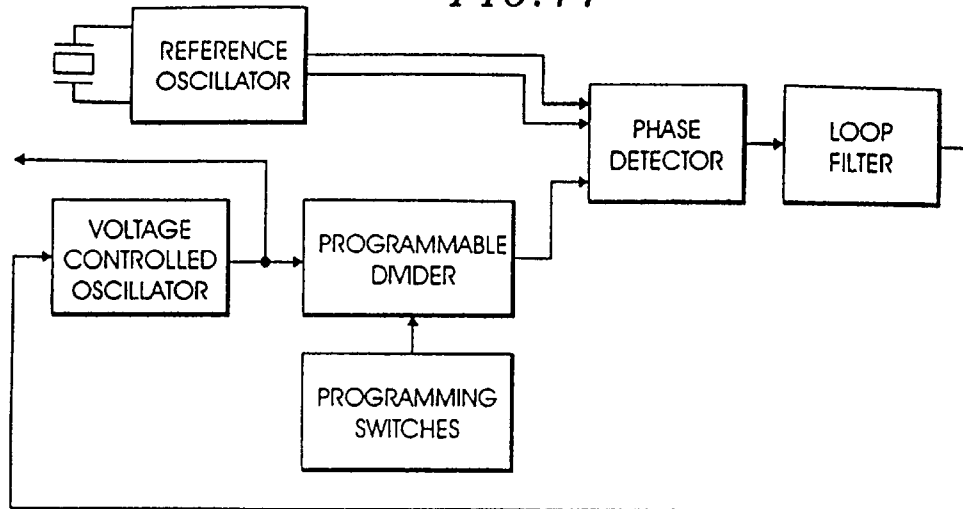 REFERENCE
OSCILLATOR
PHASE
DETECTOR
LOOP
FILTER
VOLTAGE
CONTROLLED
OSCILLATOR
PROGRAMMABLE
DIVIDER
PROGRAMMING
SWITCHES